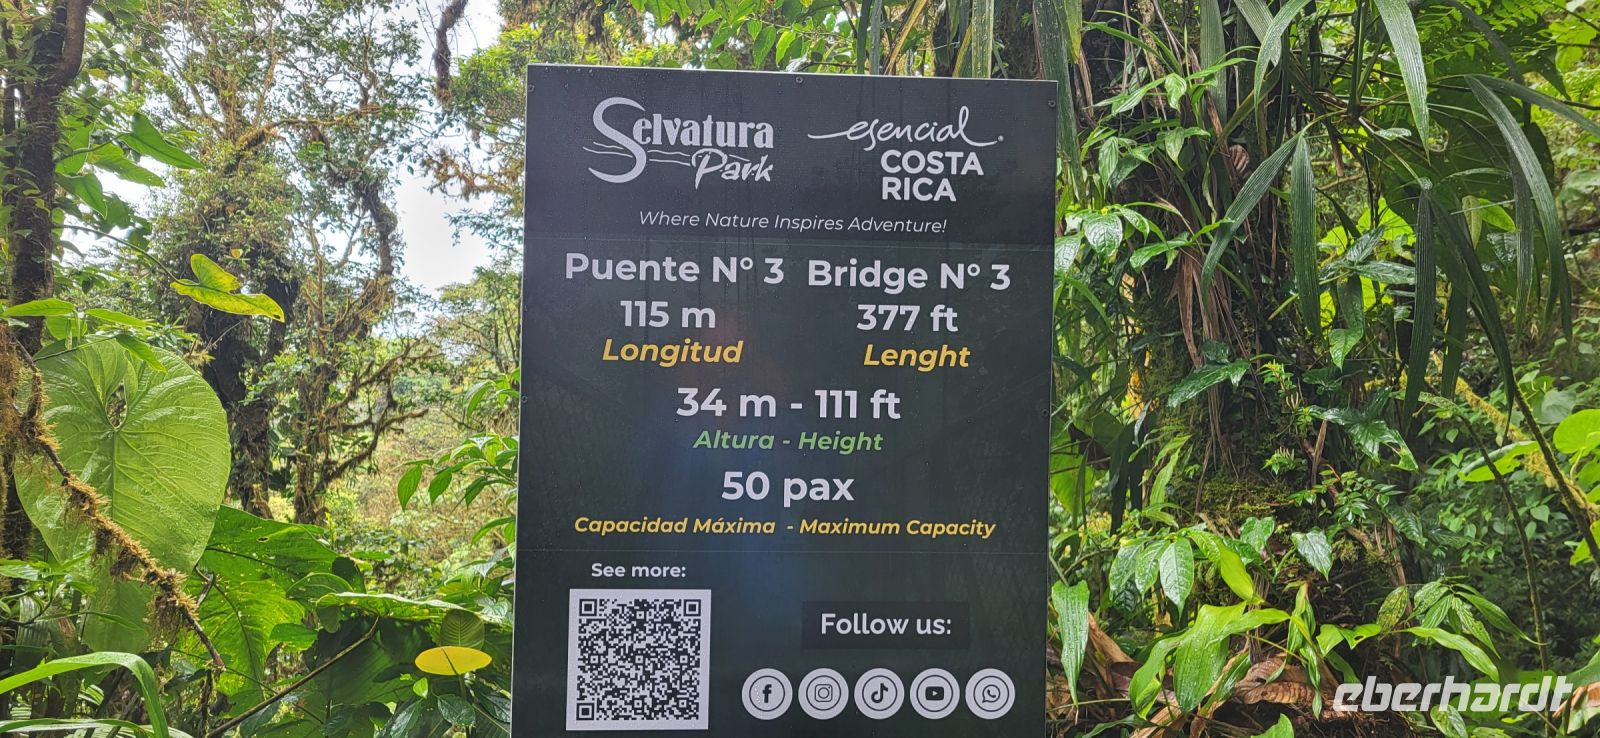 Selvatura Park
esencial COSTA RICA
Where Nature Inspires Adventure!
Puente N° 3 Bridge N° 3
115 m 377 ft
Longitud Lenght
34 m - 111 ft
Altura - Height
50 pax
Capacidad Máxima - Maximum Capacity
See more:
Follow us:
eberhardt